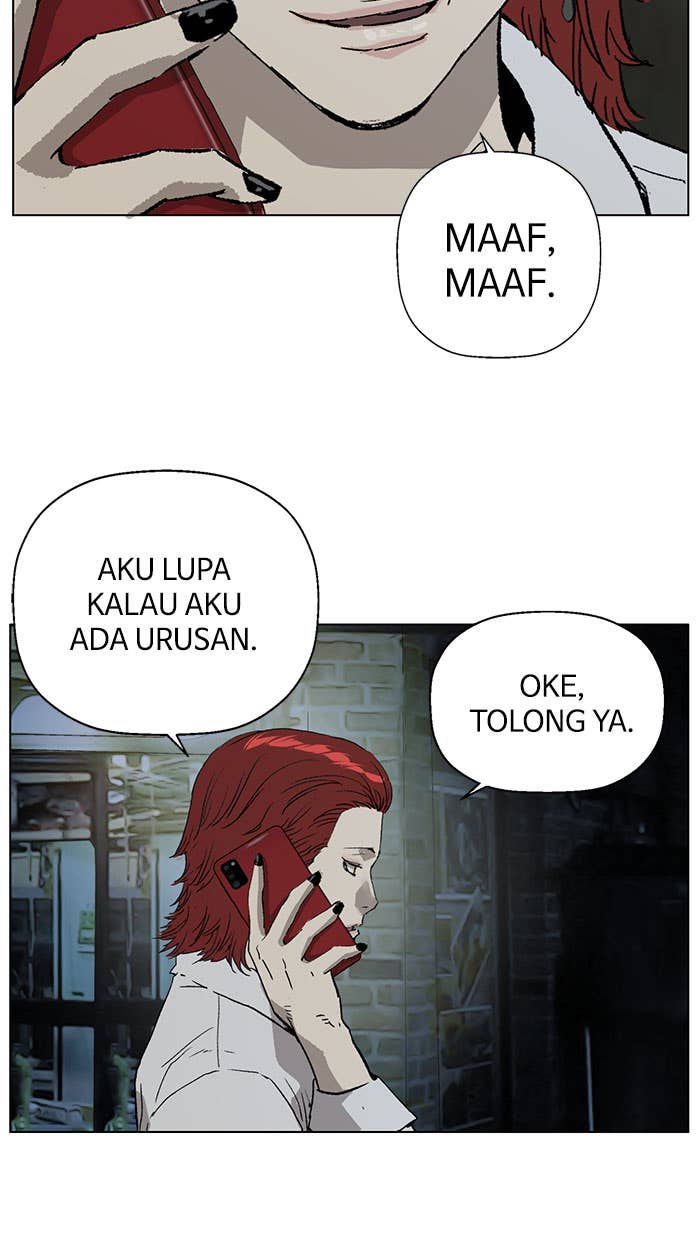 MAAF,
MAAF.
AKU LUPA
KALAU AKU
ADA URUSAN.
OKE,
TOLONG YA.